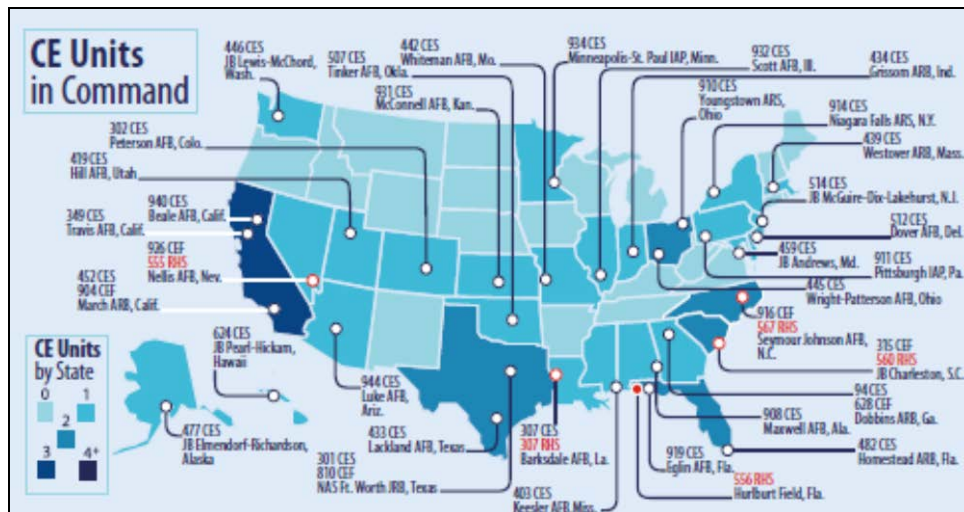 CE Units
in Command
446 CES
JB Lewis-McChord,
Wash.
507 CES
Tinker AFB, Okla.
442 CES
Whiteman AFB, Mo.
931 CES
McConnell AFB, Kan.
934 CES
Minneapolis-St. Paul IAP, Minn.
932 CES
Scott AFB, Ill.
434 CES
Grissom ARB, Ind.
910 CES
Youngstown ARS,
Ohio
914 CES
Niagara Falls ARS, N.Y.
439 CES
Westover ARB, Mass.
302 CES
Peterson AFB, Colo.
419 CES
Hill AFB, Utah
940 CES
Beale AFB, Calif.
349 CES
Travis AFB, Calif.
926 CEF
555 RHS
Nellis AFB, Nev.
452 CES
904 CEF
March ARB, Calif.
514 CES
JB McGuire-Dix-Lakehurst, N.J.
512 CES
Dover AFB, Del.
459 CES
JB Andrews, Md.
911 CES
Pittsburgh IAP, Pa.
445 CES
Wright-Patterson AFB, Ohio
916 CEF
567 RHS
Seymour Johnson AFB,
N.C.
315 CEF
560 RHS
JB Charleston, S.C.
624 CES
JB Pearl-Hickam,
Hawaii
CE Units
by State
0
1
2
3
4+
477 CES
JB Elmendorf-Richardson,
Alaska
944 CES
Luke AFB,
Ariz.
433 CES
Lackland AFB, Texas
301 CES
810 CEF
NAS Ft. Worth JRB, Texas
307 CES
307 RHS
Barksdale AFB, La.
403 CES
Keesler AFB, Miss.
94 CES
628 CEF
Dobbins ARB, Ga.
908 CES
Maxwell AFB, Ala.
919 CES
Eglin AFB, Fla.
482 CES
Homestead ARB, Fla.
556 RHS
Hurlburt Field, Fla.